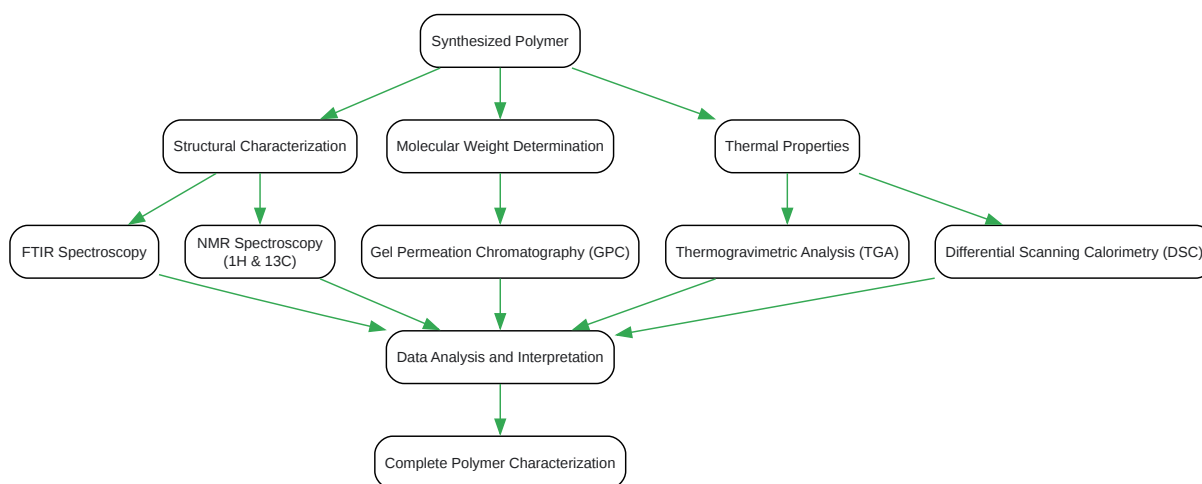 Synthesized Polymer
Structural Characterization
Molecular Weight Determination
Thermal Properties
FTIR Spectroscopy
NMR Spectroscopy
(1H & 13C)
Gel Permeation Chromatography (GPC)
Thermogravimetric Analysis (TGA)
Differential Scanning Calorimetry (DSC)
Data Analysis and Interpretation
Complete Polymer Characterization